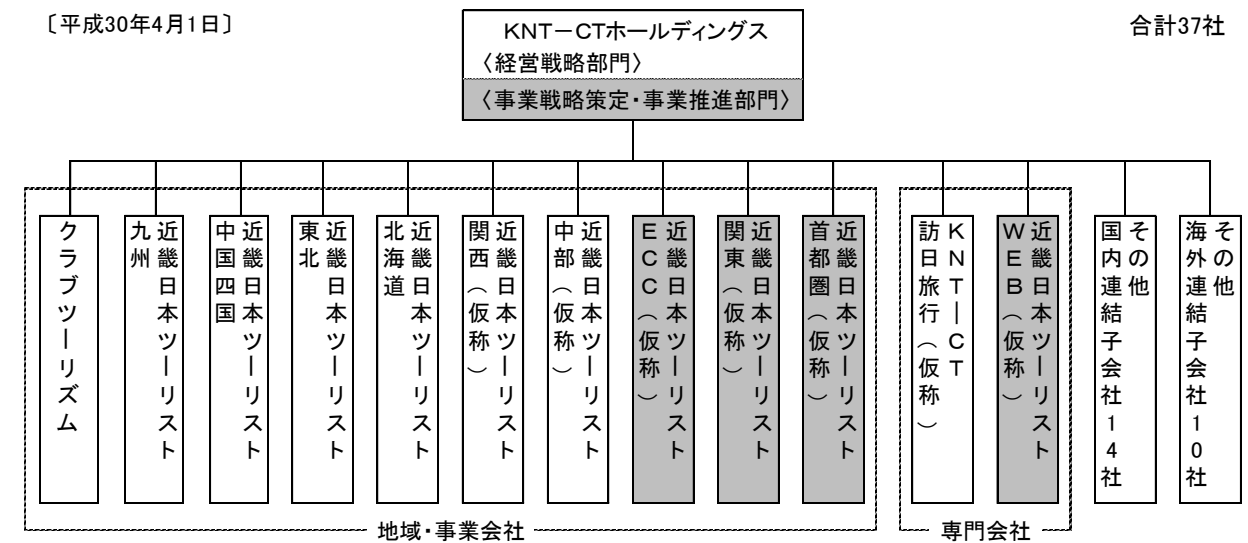 〔平成30年4月1日〕
合計37社
KNT－CTホールディングス
〈経営戦略部門〉
〈事業戦略策定・事業推進部門〉
クラブツーリズム
近畿日本ツーリスト
九州
近畿日本ツーリスト
中国四国
近畿日本ツーリスト
東北
近畿日本ツーリスト
北海道
近畿日本ツーリスト
関西（仮称）
近畿日本ツーリスト
中部（仮称）
近畿日本ツーリスト
ECC（仮称）
近畿日本ツーリスト
関東（仮称）
近畿日本ツーリスト
首都圏（仮称）
KNT－CT
訪日旅行（仮称）
近畿日本ツーリスト
WEB（仮称）
その他
国内連結子会社14社
その他
海外連結子会社10社
地域・事業会社
専門会社